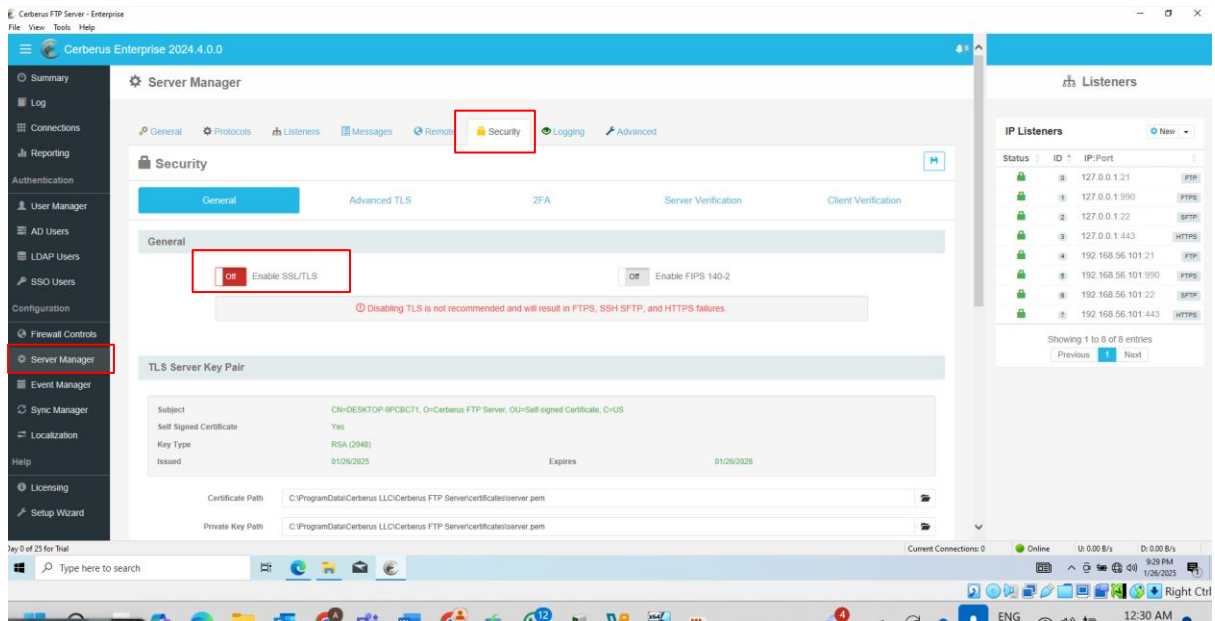 Cerberus FTP Server - Enterprise
File View Tools Help
Cerberus Enterprise 2024.4.0.0
Summary
Log
Connections
Reporting
Authentication
User Manager
AD Users
LDAP Users
SSO Users
Configuration
Firewall Controls
Server Manager
Event Manager
Sync Manager
Localization
Help
Licensing
Setup Wizard
Server Manager
General Protocols Listeners Messages Remote Security Logging Advanced
Security
General Advanced TLS 2FA Server Verification Client Verification
General
Off Enable SSL/TLS Off Enable FIPS 140-2
Disabling TLS is not recommended and will result in FTPS, SSH SFTP, and HTTPS failures.
TLS Server Key Pair
Subject CN=DESKTOP-9PCBC71, O=Cerberus FTP Server, OU=Self-signed Certificate, C=US
Self Signed Certificate Yes
Key Type RSA (2048)
Issued 01/26/2025 Expires 01/26/2028
Certificate Path C:\ProgramData\Cerberus LLC\Cerberus FTP Server\certificates\server.pem
Private Key Path C:\ProgramData\Cerberus LLC\Cerberus FTP Server\certificates\server.pem
Listeners
IP Listeners New
Status ID IP:Port
0 127.0.0.1:21 FTP
1 127.0.0.1:990 FTPS
2 127.0.0.1:22 SFTP
3 127.0.0.1:443 HTTPS
4 192.168.56.101:21 FTP
5 192.168.56.101:990 FTPS
6 192.168.56.101:22 SFTP
7 192.168.56.101:443 HTTPS
Showing 1 to 8 of 8 entries
Previous 1 Next
Day 0 of 25 for Trial Current Connections: 0 Online U: 0.00 B/s D: 0.00 B/s
Type here to search
9:29 PM
1/26/2025
Right Ctrl
12 4 ENG 12:30 AM